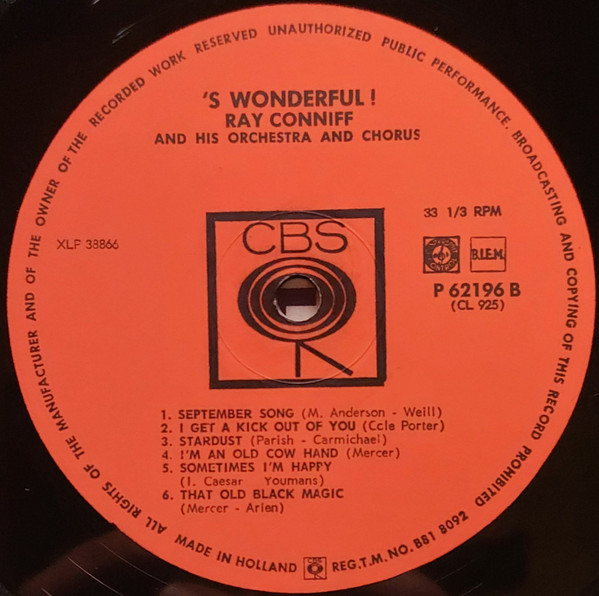 ALL RIGHTS OF THE MANUFACTURER AND OF THE OWNER OF THE RECORDED WORK RESERVED UNAUTHORIZED PUBLIC PERFORMANCE. BROADCASTING AND COPYING OF THIS RECORD PROHIBITED
'S WONDERFUL!
RAY CONNIFF
AND HIS ORCHESTRA AND CHORUS
33 1/3 RPM
XLP 38866
CBS
B.I.E.M.
P 62196 B
(CL 925)
1. SEPTEMBER SONG (M. Anderson - Weill)
2. I GET A KICK OUT OF YOU (Cole Porter)
3. STARDUST (Parish - Carmichael)
4. I'M AN OLD COW HAND (Mercer)
5. SOMETIMES I'M HAPPY
(I. Caesar Youmans)
6. THAT OLD BLACK MAGIC
(Mercer - Arlen)
MADE IN HOLLAND CBS REG.T.M.NO. B81 8092